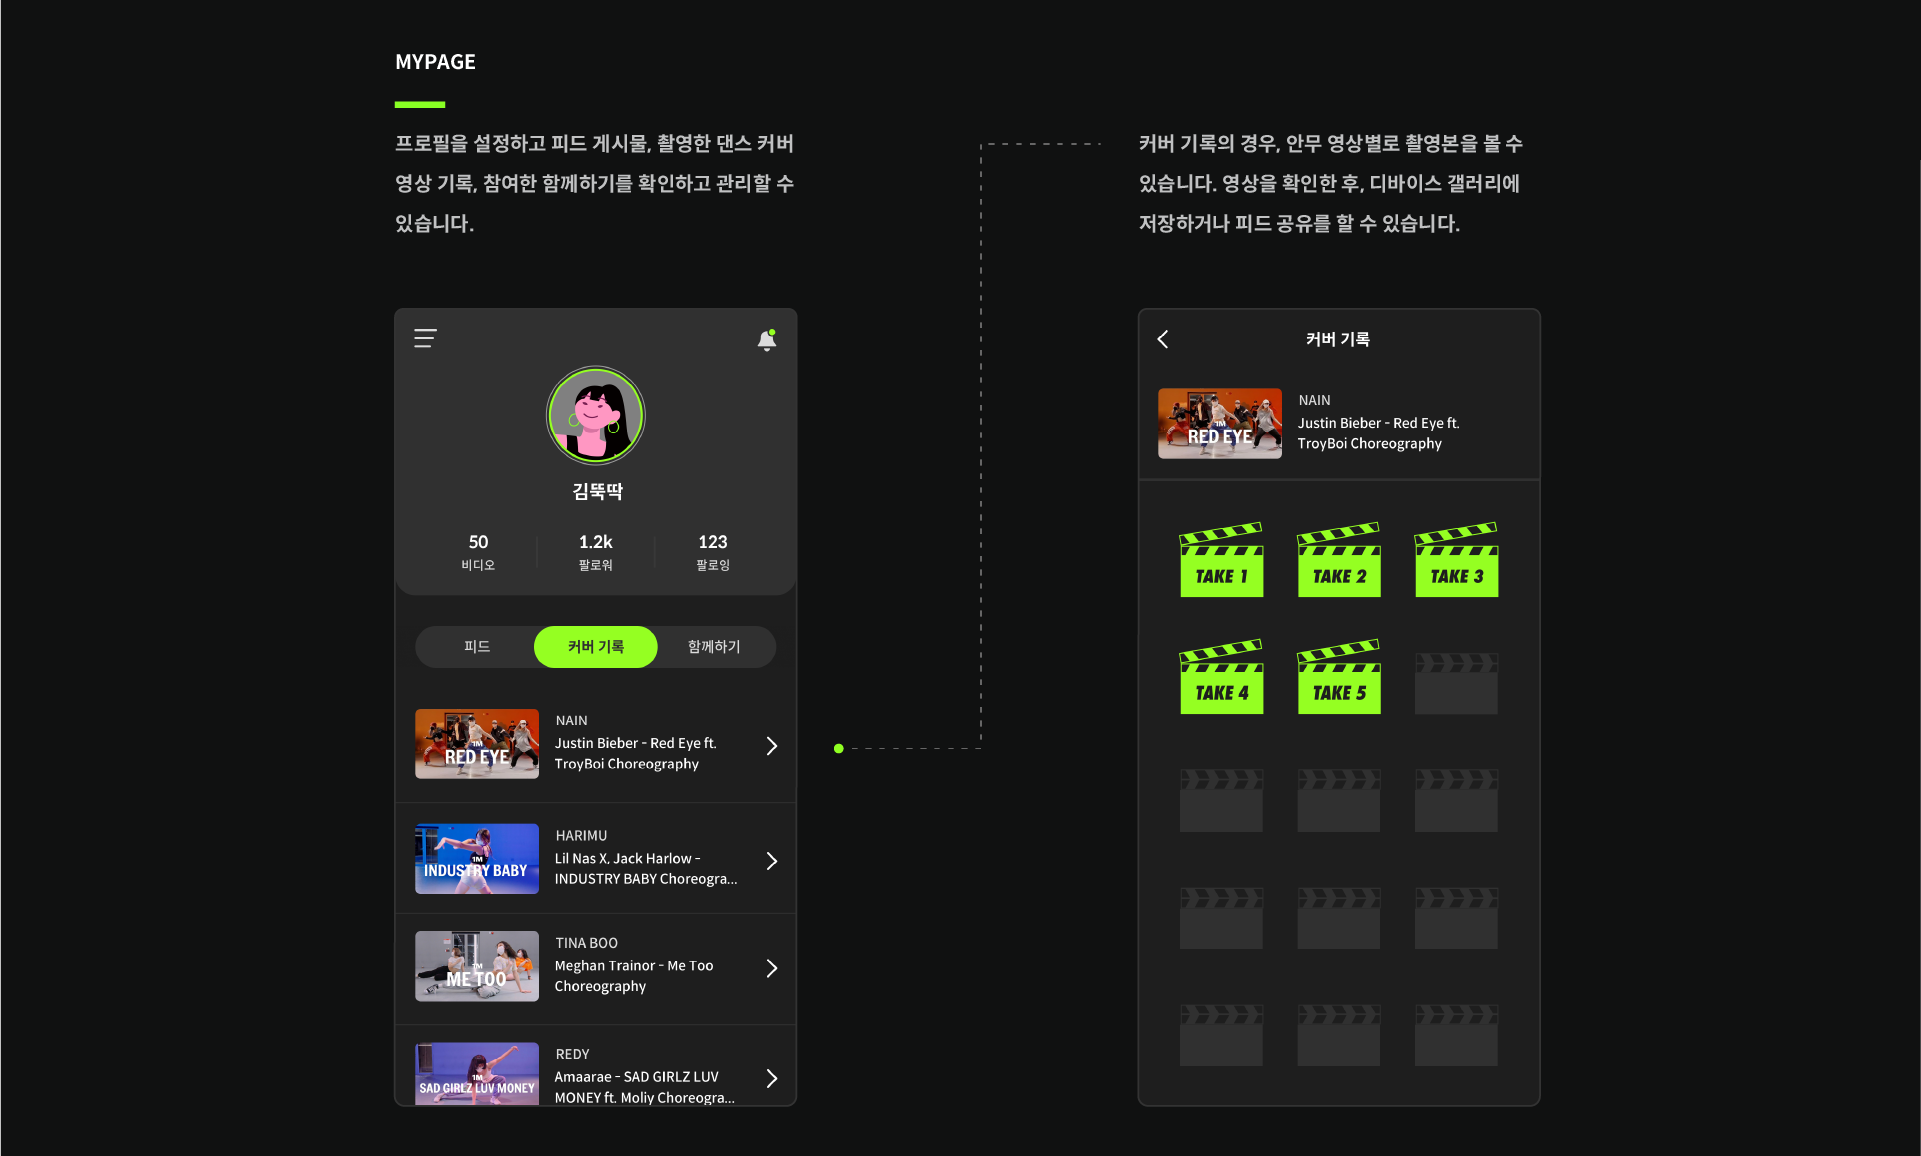 MYPAGE
프로필을 설정하고 피드 게시물, 촬영한 댄스 커버
영상 기록, 참여한 함께하기를 확인하고 관리할 수
있습니다.
커버 기록의 경우, 안무 영상별로 촬영본을 볼 수
있습니다. 영상을 확인한 후, 디바이스 갤러리에
저장하거나 피드 공유를 할 수 있습니다.
김뚝딱
50
비디오
1.2k
팔로워
123
팔로잉
피드
커버 기록
함께하기
1M
RED EYE
NAIN
Justin Bieber - Red Eye ft.
TroyBoi Choreography
1M
INDUSTRY BABY
HARIMU
Lil Nas X, Jack Harlow -
INDUSTRY BABY Choreogra...
1M
ME TOO
TINA BOO
Meghan Trainor - Me Too
Choreography
1M
SAD GIRLZ LUV MONEY
REDY
Amaarae - SAD GIRLZ LUV
MONEY ft. Moliy Choreogra...
커버 기록
1M
RED EYE
NAIN
Justin Bieber - Red Eye ft.
TroyBoi Choreography
TAKE 1
TAKE 2
TAKE 3
TAKE 4
TAKE 5